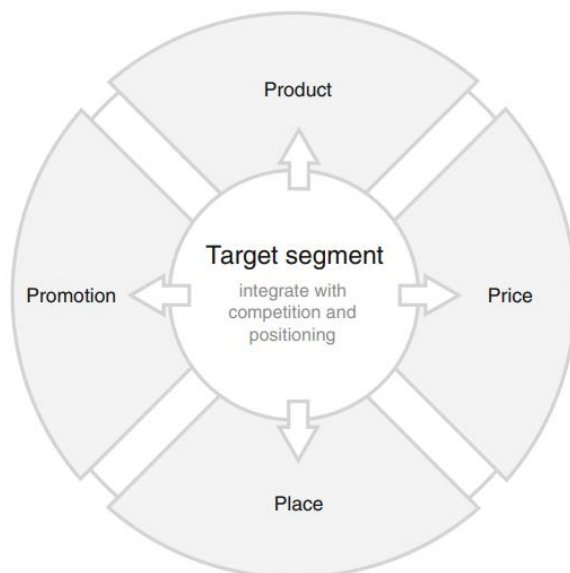 Product
Target segment
integrate with
competition and
positioning
Promotion
Price
Place